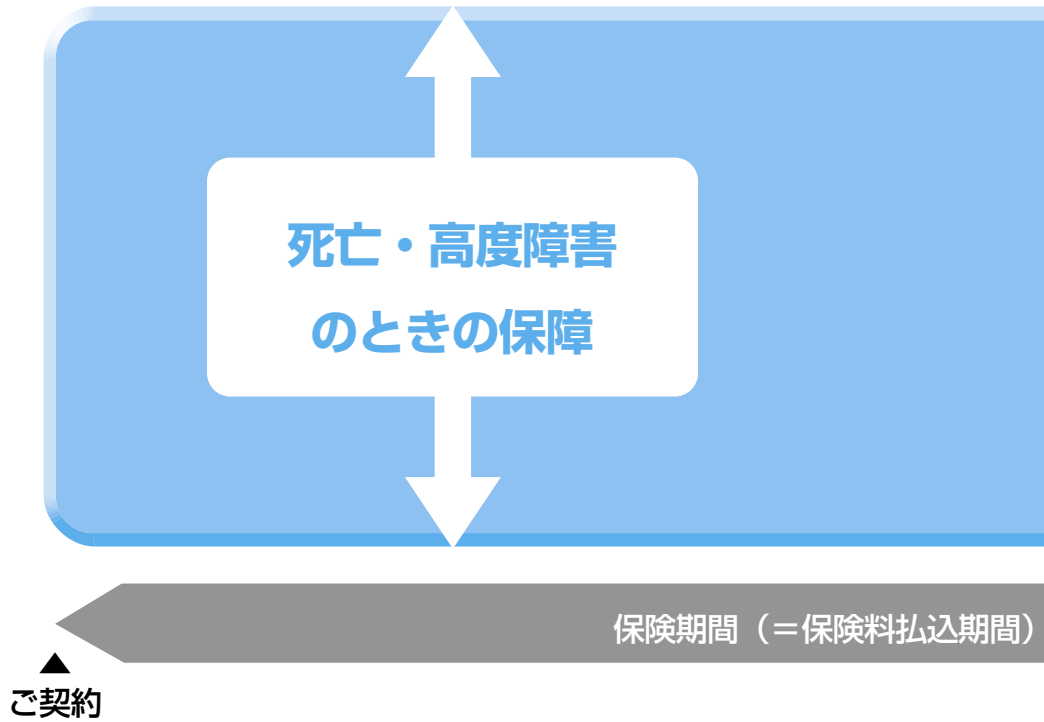 死亡・高度障害
のときの保障
保険期間（＝保険料払込期間）
ご契約